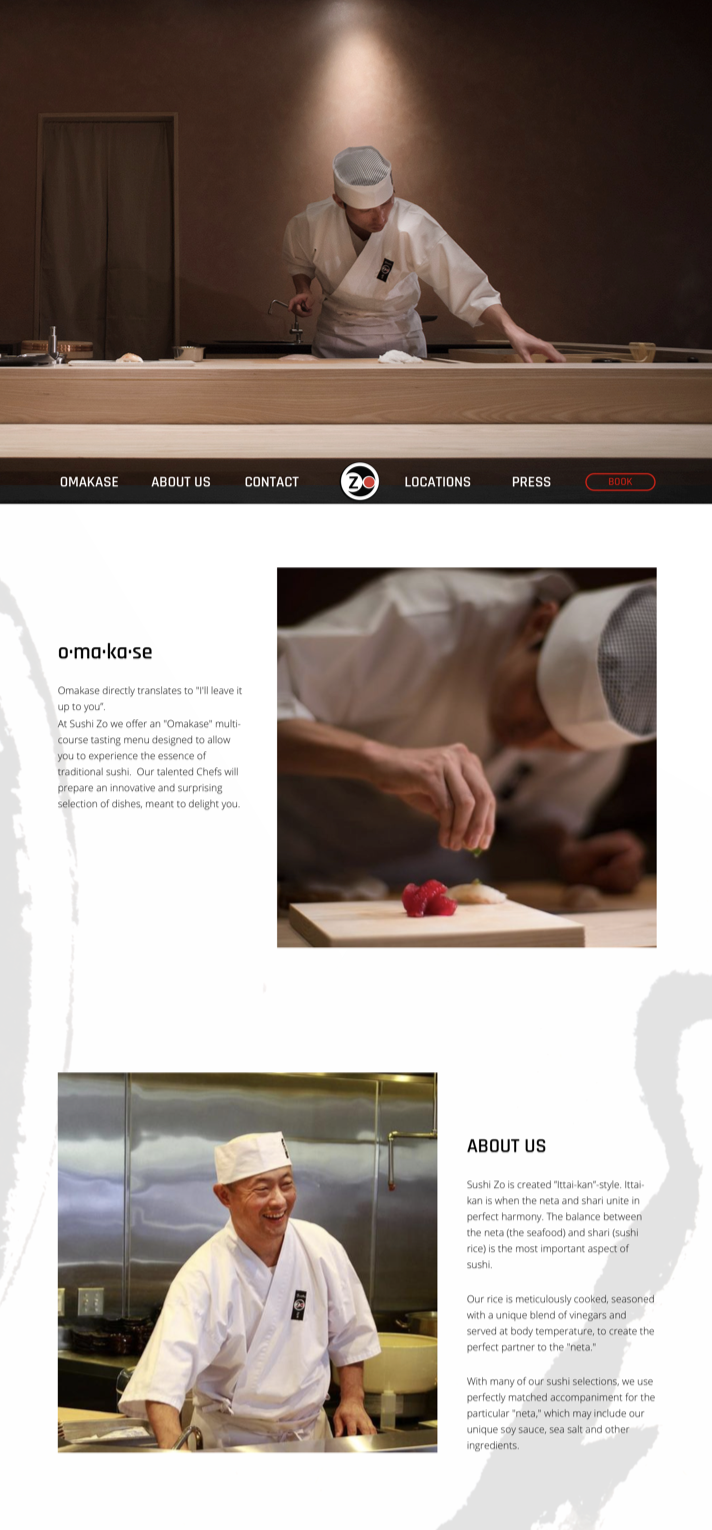 OMAKASE ABOUT US CONTACT ZO LOCATIONS PRESS BOOK
o·ma·ka·se
Omakase directly translates to "I'll leave it
up to you".
At Sushi Zo we offer an "Omakase" multi-
course tasting menu designed to allow
you to experience the essence of
traditional sushi.  Our talented Chefs will
prepare an innovative and surprising
selection of dishes, meant to delight you.
ABOUT US
Sushi Zo is created "Ittai-kan"-style. Ittai-
kan is when the neta and shari unite in
perfect harmony. The balance between
the neta (the seafood) and shari (sushi
rice) is the most important aspect of
sushi.
Our rice is meticulously cooked, seasoned
with a unique blend of vinegars and
served at body temperature, to create the
perfect partner to the "neta."
With many of our sushi selections, we use
perfectly matched accompaniment for the
particular "neta," which may include our
unique soy sauce, sea salt and other
ingredients.